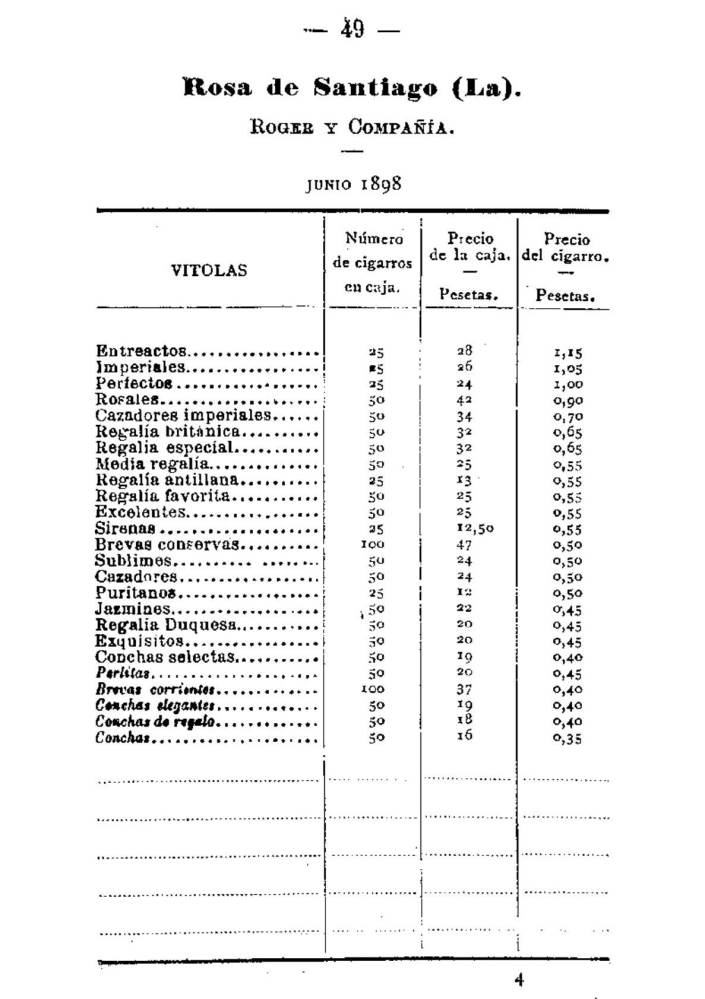 — 49 —
Rosa de Santiago (La).
ROGER Y COMPAÑÍA.
JUNIO 1898
VITOLAS
Número de cigarros en caja.
Precio de la caja. — Pesetas.
Precio del cigarro. — Pesetas.
Entreactos................. 25 28 1,15
Imperiales................. 25 26 1,05
Perfectos.................. 25 24 1,00
Rosales.................... 50 42 0,90
Cazadores imperiales...... 50 34 0,70
Regalía británica.......... 50 32 0,65
Regalía especial........... 50 32 0,65
Media regalía.............. 50 25 0,55
Regalía antillana.......... 25 13 0,55
Regalía favorita........... 50 25 0,55
Excelentes................. 50 25 0,55
Sirenas.................... 25 12,50 0,55
Brevas conservas.......... 100 47 0,50
Sublimes................... 50 24 0,50
Cazadores.................. 50 24 0,50
Puritanos.................. 25 12 0,50
Jazmines................... 50 22 0,45
Regalía Duquesa........... 50 20 0,45
Exquisitos................. 50 20 0,45
Conchas selectas........... 50 19 0,40
Perlitas................... 50 20 0,45
Brevas corrientes.......... 100 37 0,40
Conchas elegantes.......... 50 19 0,40
Conchas de regalo.......... 50 18 0,40
Conchas.................... 50 16 0,35
4